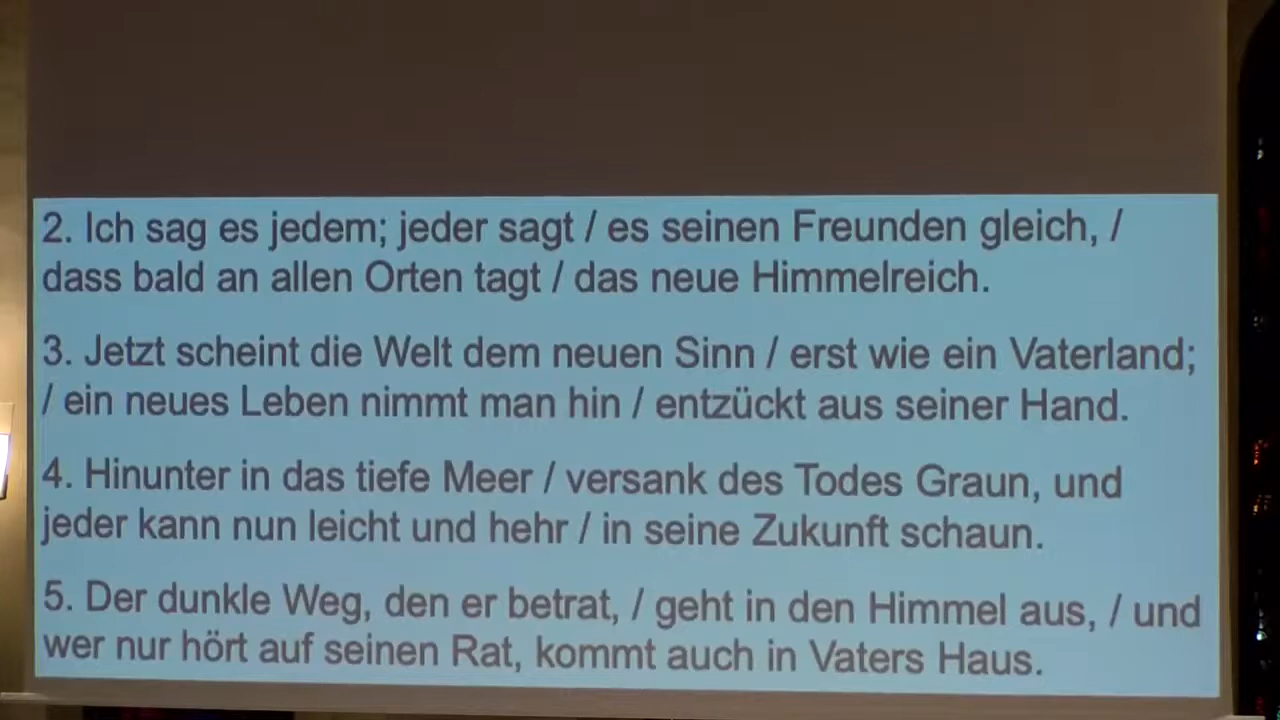 2. Ich sag es jedem; jeder sagt / es seinen Freunden gleich, /
dass bald an allen Orten tagt / das neue Himmelreich.
3. Jetzt scheint die Welt dem neuen Sinn / erst wie ein Vaterland;
/ ein neues Leben nimmt man hin / entzückt aus seiner Hand.
4. Hinunter in das tiefe Meer / versank des Todes Graun, und
jeder kann nun leicht und hehr / in seine Zukunft schaun.
5. Der dunkle Weg, den er betrat, / geht in den Himmel aus, / und
wer nur hört auf seinen Rat, kommt auch in Vaters Haus.